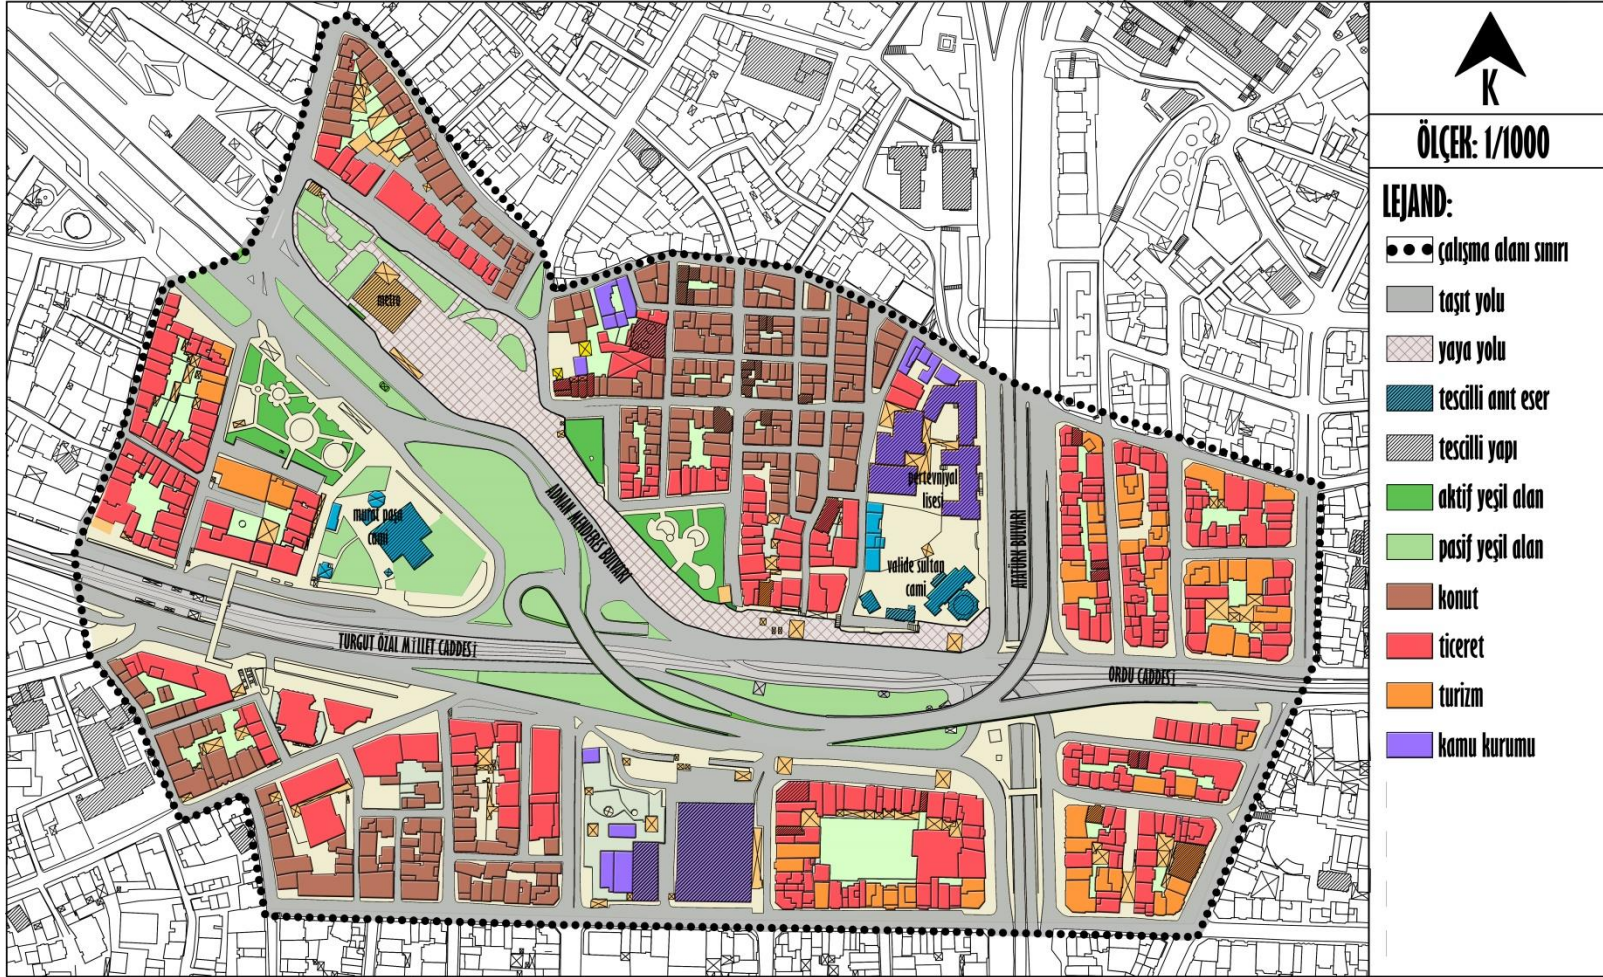 K
ÖLÇEK: 1/1000
LEJAND:
çalışma alanı sınırı
taşıt yolu
yaya yolu
tescilli anıt eser
tescilli yapı
aktif yeşil alan
pasif yeşil alan
konut
ticeret
turizm
kamu kurumu
metro
murat paşa
cami
ADNAN MENDERES BULVARI
pertevniyal
lisesi
valide sultan
cami
ATATÜRK BULVARI
TURGUT ÖZAL MİLLET CADDESİ
ORDU CADDESİ